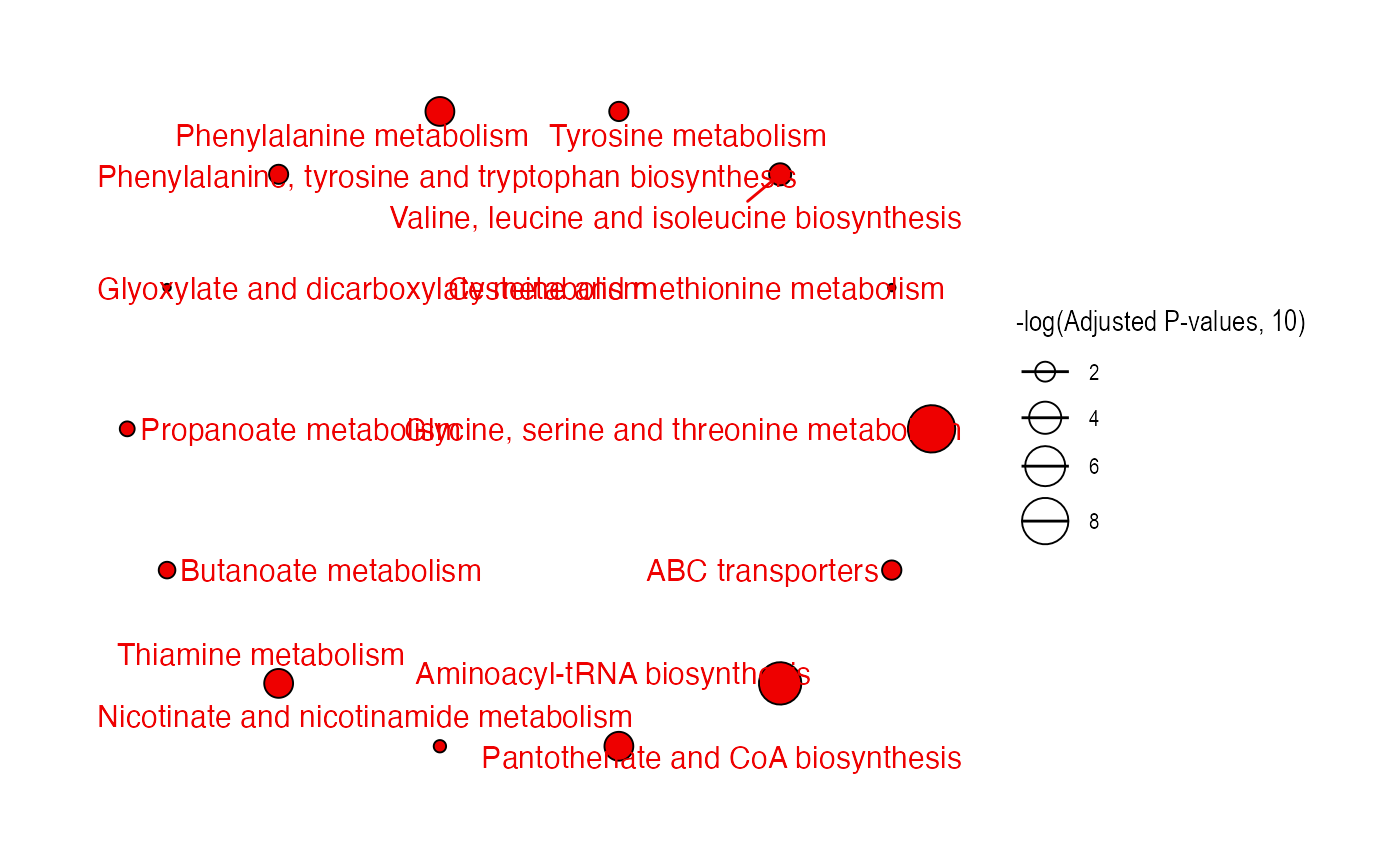 Phenylalanine metabolism
Tyrosine metabolism
Phenylalanine, tyrosine and tryptophan biosynthesis
Valine, leucine and isoleucine biosynthesis
Glyoxylate and dicarboxylate metabolism
Cysteine and methionine metabolism
-log(Adjusted P-values, 10)
2
4
Propanoate metabolism
Glycine, serine and threonine metabolism
6
8
Butanoate metabolism
ABC transporters
Thiamine metabolism
Aminoacyl-tRNA biosynthesis
Nicotinate and nicotinamide metabolism
Pantothenate and CoA biosynthesis